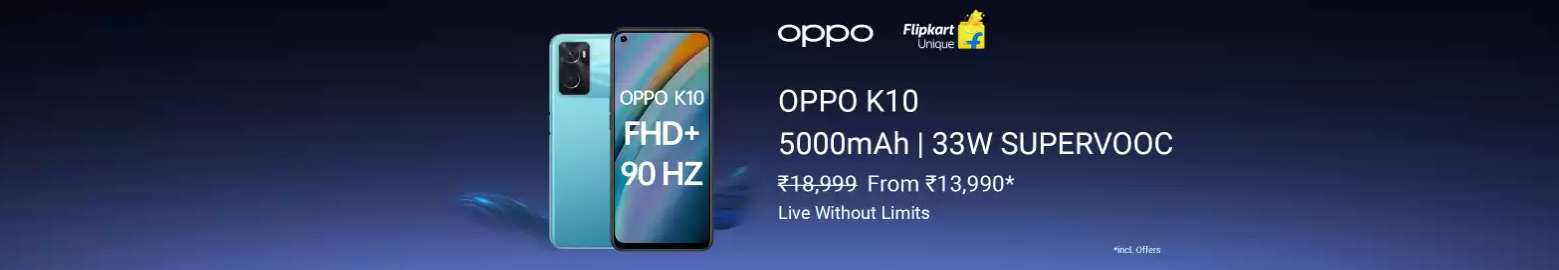 oppo
Flipkart
Unique
OPPO K10
FHD+
90 HZ
OPPO K10
5000mAh | 33W SUPERVOOC
₹18,999 From ₹13,990*
Live Without Limits
*incl. Offers